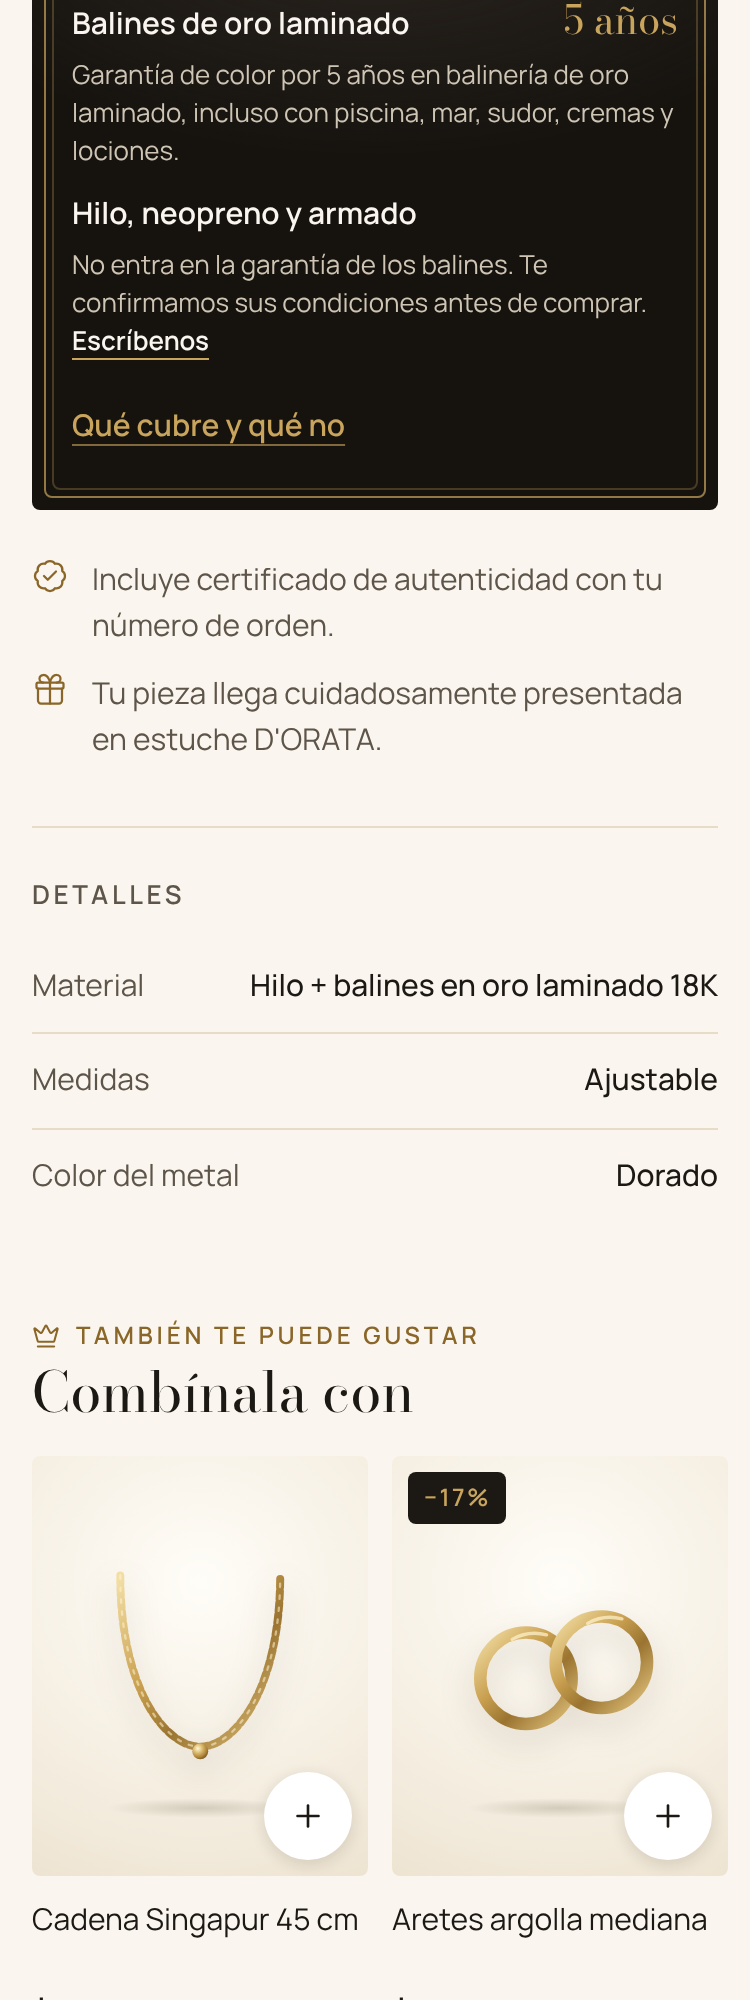 Balines de oro laminado 5 años
Garantía de color por 5 años en balinería de oro
laminado, incluso con piscina, mar, sudor, cremas y
lociones.
Hilo, neopreno y armado
No entra en la garantía de los balines. Te
confirmamos sus condiciones antes de comprar.
Escríbenos
Qué cubre y qué no
Incluye certificado de autenticidad con tu
número de orden.
Tu pieza llega cuidadosamente presentada
en estuche D'ORATA.
DETALLES
Material Hilo + balines en oro laminado 18K
Medidas Ajustable
Color del metal Dorado
TAMBIÉN TE PUEDE GUSTAR
Combínala con
−17%
Cadena Singapur 45 cm
Aretes argolla mediana